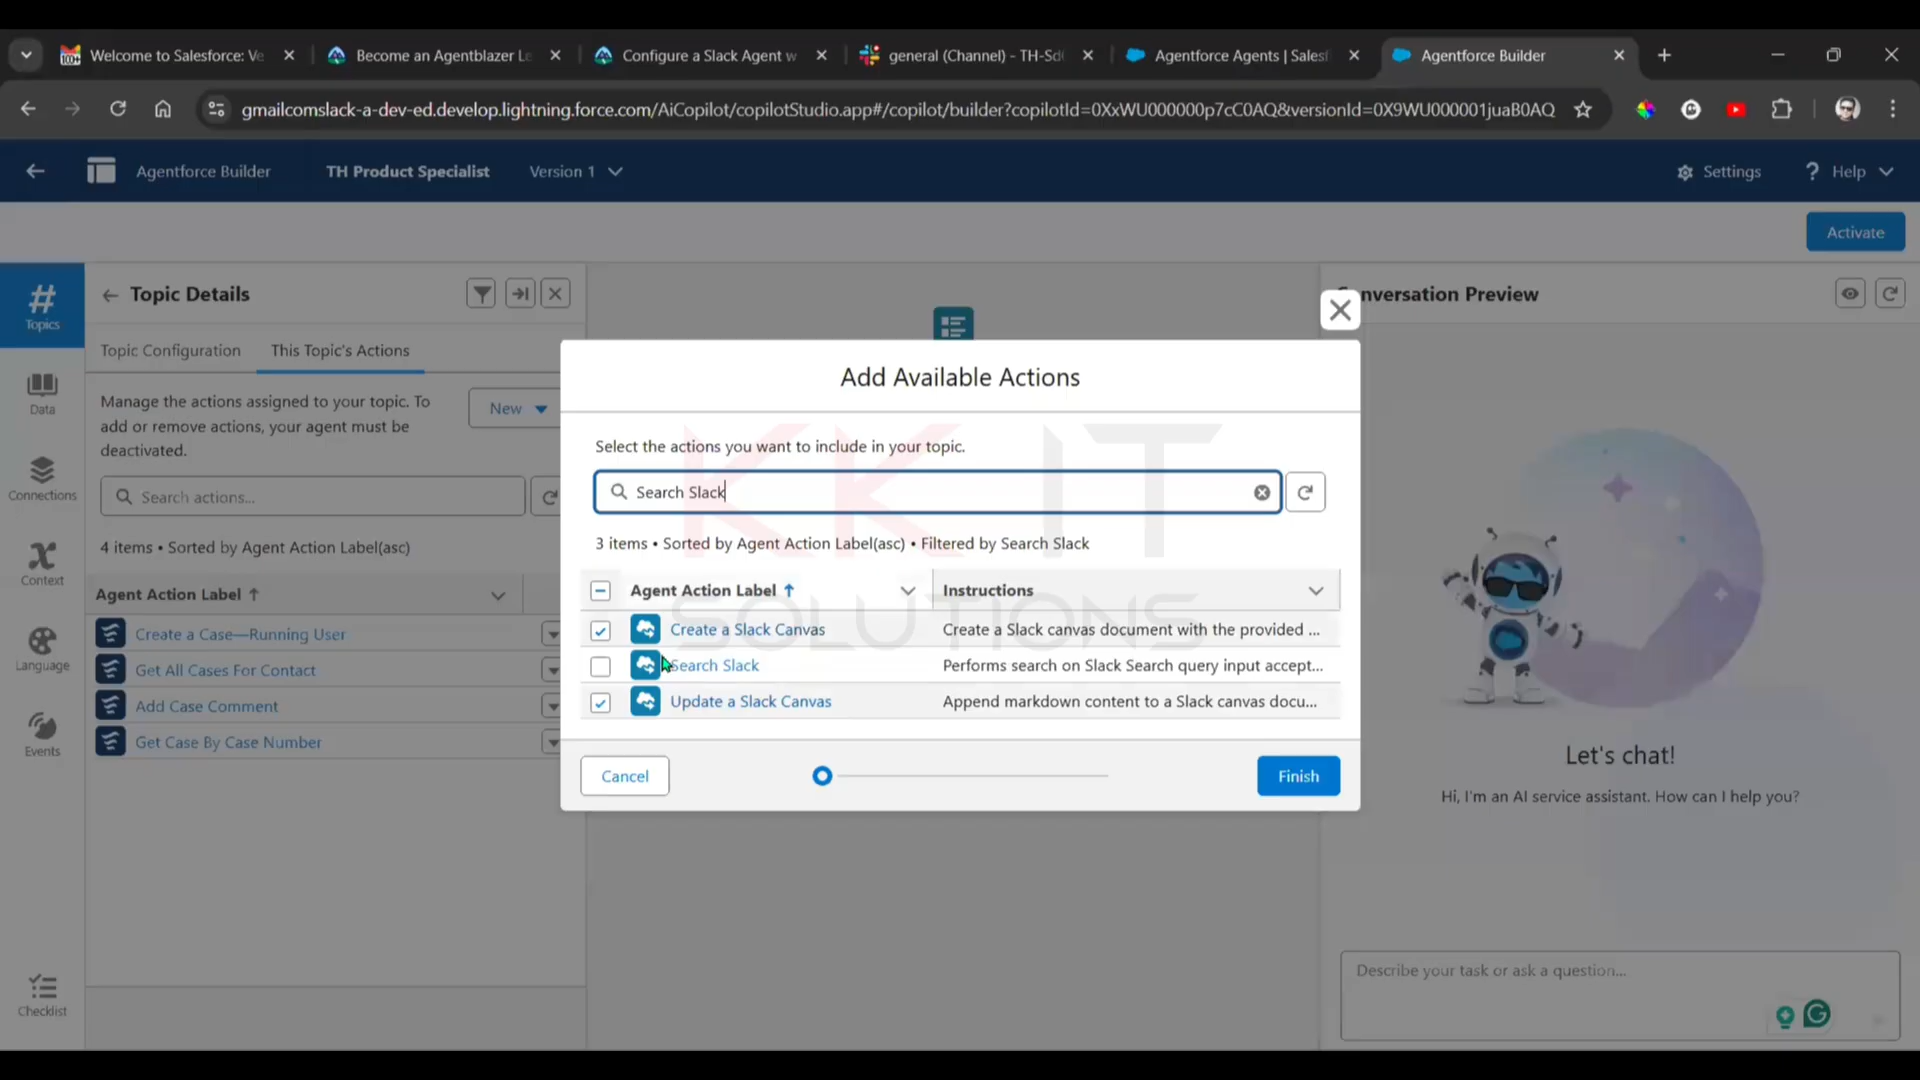 100+
Welcome to Salesforce: Ve
Become an Agentblazer Le
Configure a Slack Agent w
general (Channel) - TH-Sd
Agentforce Agents | Salesf
Agentforce Builder
gmailcomslack-a-dev-ed.develop.lightning.force.com/AiCopilot/copilotStudio.app#/copilot/builder?copilotId=0XxWU000000p7cC0AQ&versionId=0X9WU000001juaB0AQ
Agentforce Builder
TH Product Specialist
Version 1
Settings
Help
Activate
Topics
Data
Connections
Context
Language
Events
Checklist
Topic Details
Topic Configuration
This Topic's Actions
Manage the actions assigned to your topic. To
add or remove actions, your agent must be
deactivated.
New
Search actions...
4 items • Sorted by Agent Action Label(asc)
Agent Action Label
Create a Case—Running User
Get All Cases For Contact
Add Case Comment
Get Case By Case Number
Add Available Actions
Select the actions you want to include in your topic.
Search Slack
3 items • Sorted by Agent Action Label(asc) • Filtered by Search Slack
Agent Action Label
Instructions
Create a Slack Canvas
Create a Slack canvas document with the provided ...
Search Slack
Performs search on Slack Search query input accept...
Update a Slack Canvas
Append markdown content to a Slack canvas docu...
Cancel
Finish
KK IT
SOLUTIONS
nversation Preview
Let's chat!
Hi, I'm an AI service assistant. How can I help you?
Describe your task or ask a question...